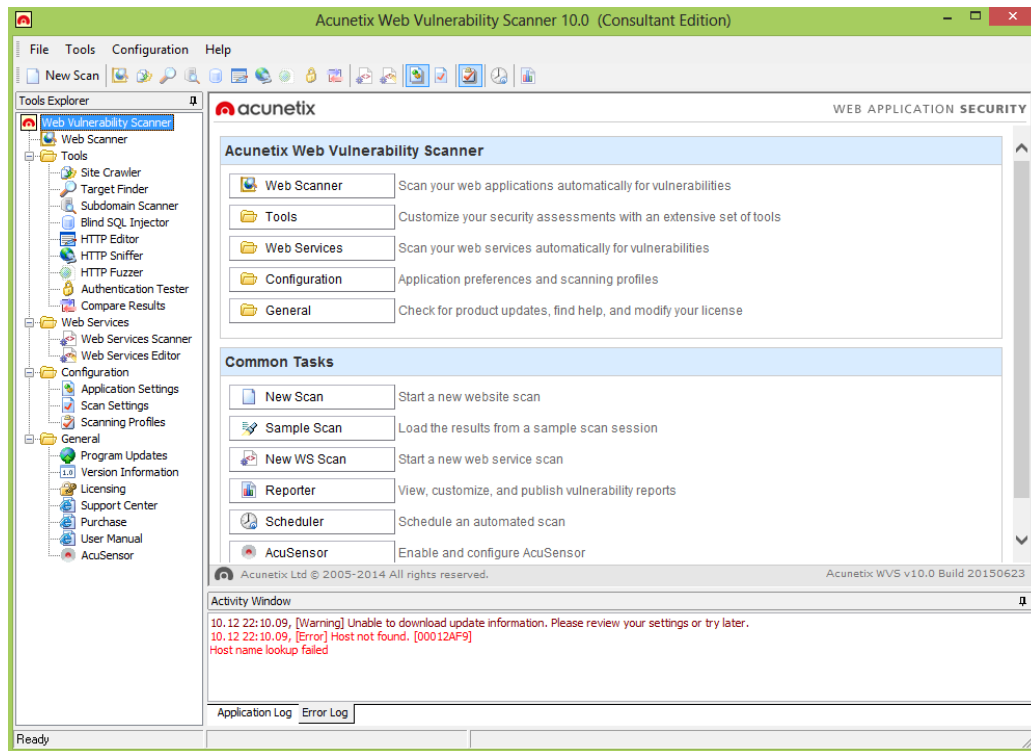 Acunetix Web Vulnerability Scanner 10.0 (Consultant Edition)
File Tools Configuration Help
New Scan
Tools Explorer
Web Vulnerability Scanner
Web Scanner
Tools
Site Crawler
Target Finder
Subdomain Scanner
Blind SQL Injector
HTTP Editor
HTTP Sniffer
HTTP Fuzzer
Authentication Tester
Compare Results
Web Services
Web Services Scanner
Web Services Editor
Configuration
Application Settings
Scan Settings
Scanning Profiles
General
Program Updates
1.0 Version Information
Licensing
Support Center
Purchase
User Manual
AcuSensor
acunetix WEB APPLICATION SECURITY
Acunetix Web Vulnerability Scanner
Web Scanner Scan your web applications automatically for vulnerabilities
Tools Customize your security assessments with an extensive set of tools
Web Services Scan your web services automatically for vulnerabilities
Configuration Application preferences and scanning profiles
General Check for product updates, find help, and modify your license
Common Tasks
New Scan Start a new website scan
Sample Scan Load the results from a sample scan session
New WS Scan Start a new web service scan
Reporter View, customize, and publish vulnerability reports
Scheduler Schedule an automated scan
AcuSensor Enable and configure AcuSensor
Acunetix Ltd © 2005-2014 All rights reserved. Acunetix WVS v10.0 Build 20150623
Activity Window
10.12 22:10.09, [Warning] Unable to download update information. Please review your settings or try later.
10.12 22:10.09, [Error] Host not found. [00012AF9]
Host name lookup failed
Application Log Error Log
Ready